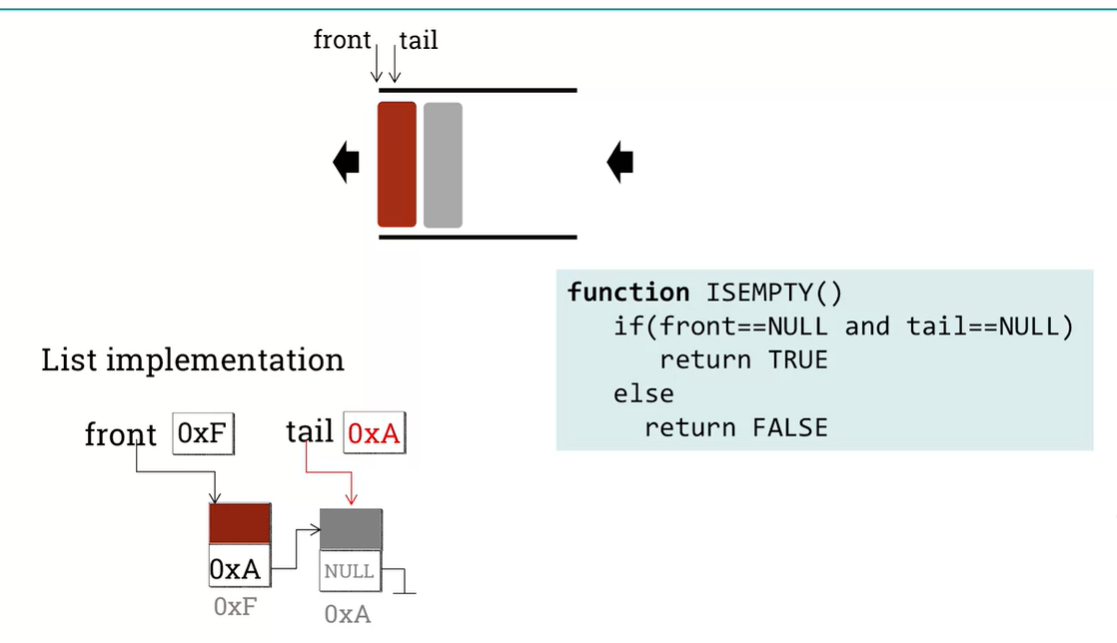 front tail
function ISEMPTY()
if(front==NULL and tail==NULL)
return TRUE
else
return FALSE
List implementation
front 0xF tail 0xA
0xA NULL
0xF 0xA